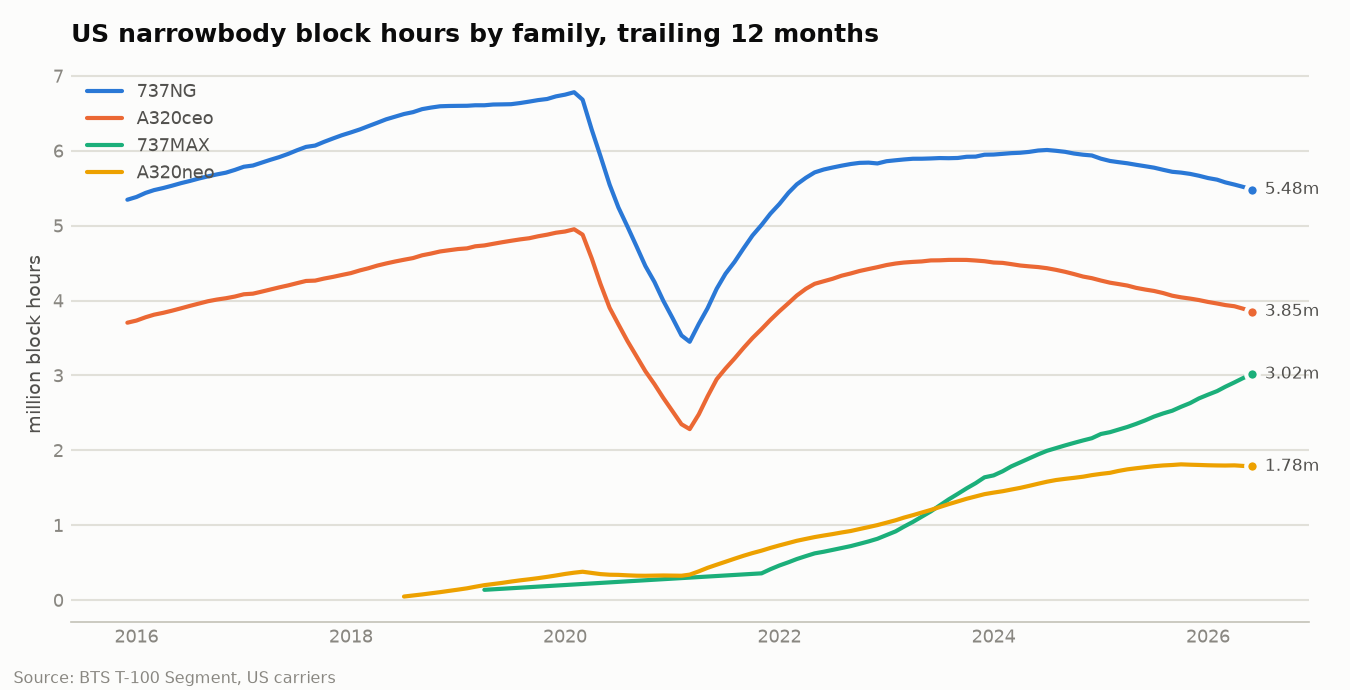 US narrowbody block hours by family, trailing 12 months
7
737NG
A320ceo
737MAX
A320neo
6
5
4
3
2
1
0
million block hours
5.48m
3.85m
3.02m
1.78m
2016 2018 2020 2022 2024 2026
Source: BTS T-100 Segment, US carriers